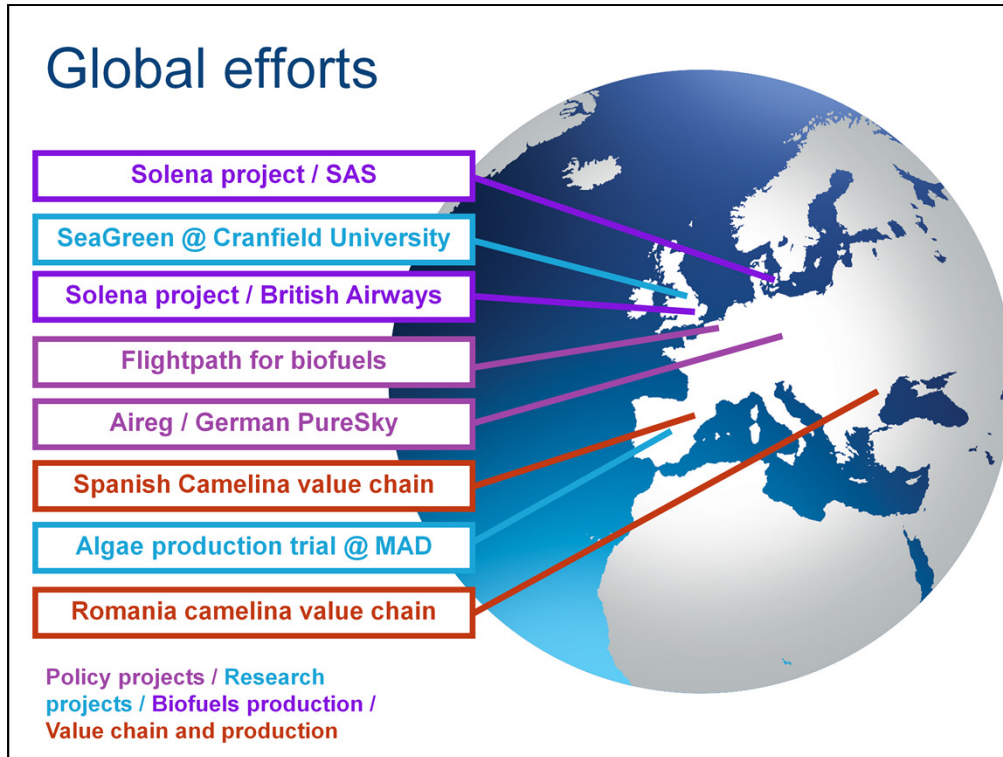 Global efforts
Solena project / SAS
SeaGreen @ Cranfield University
Solena project / British Airways
Flightpath for biofuels
Aireg / German PureSky
Spanish Camelina value chain
Algae production trial @ MAD
Romania camelina value chain
Policy projects / Research
projects / Biofuels production /
Value chain and production